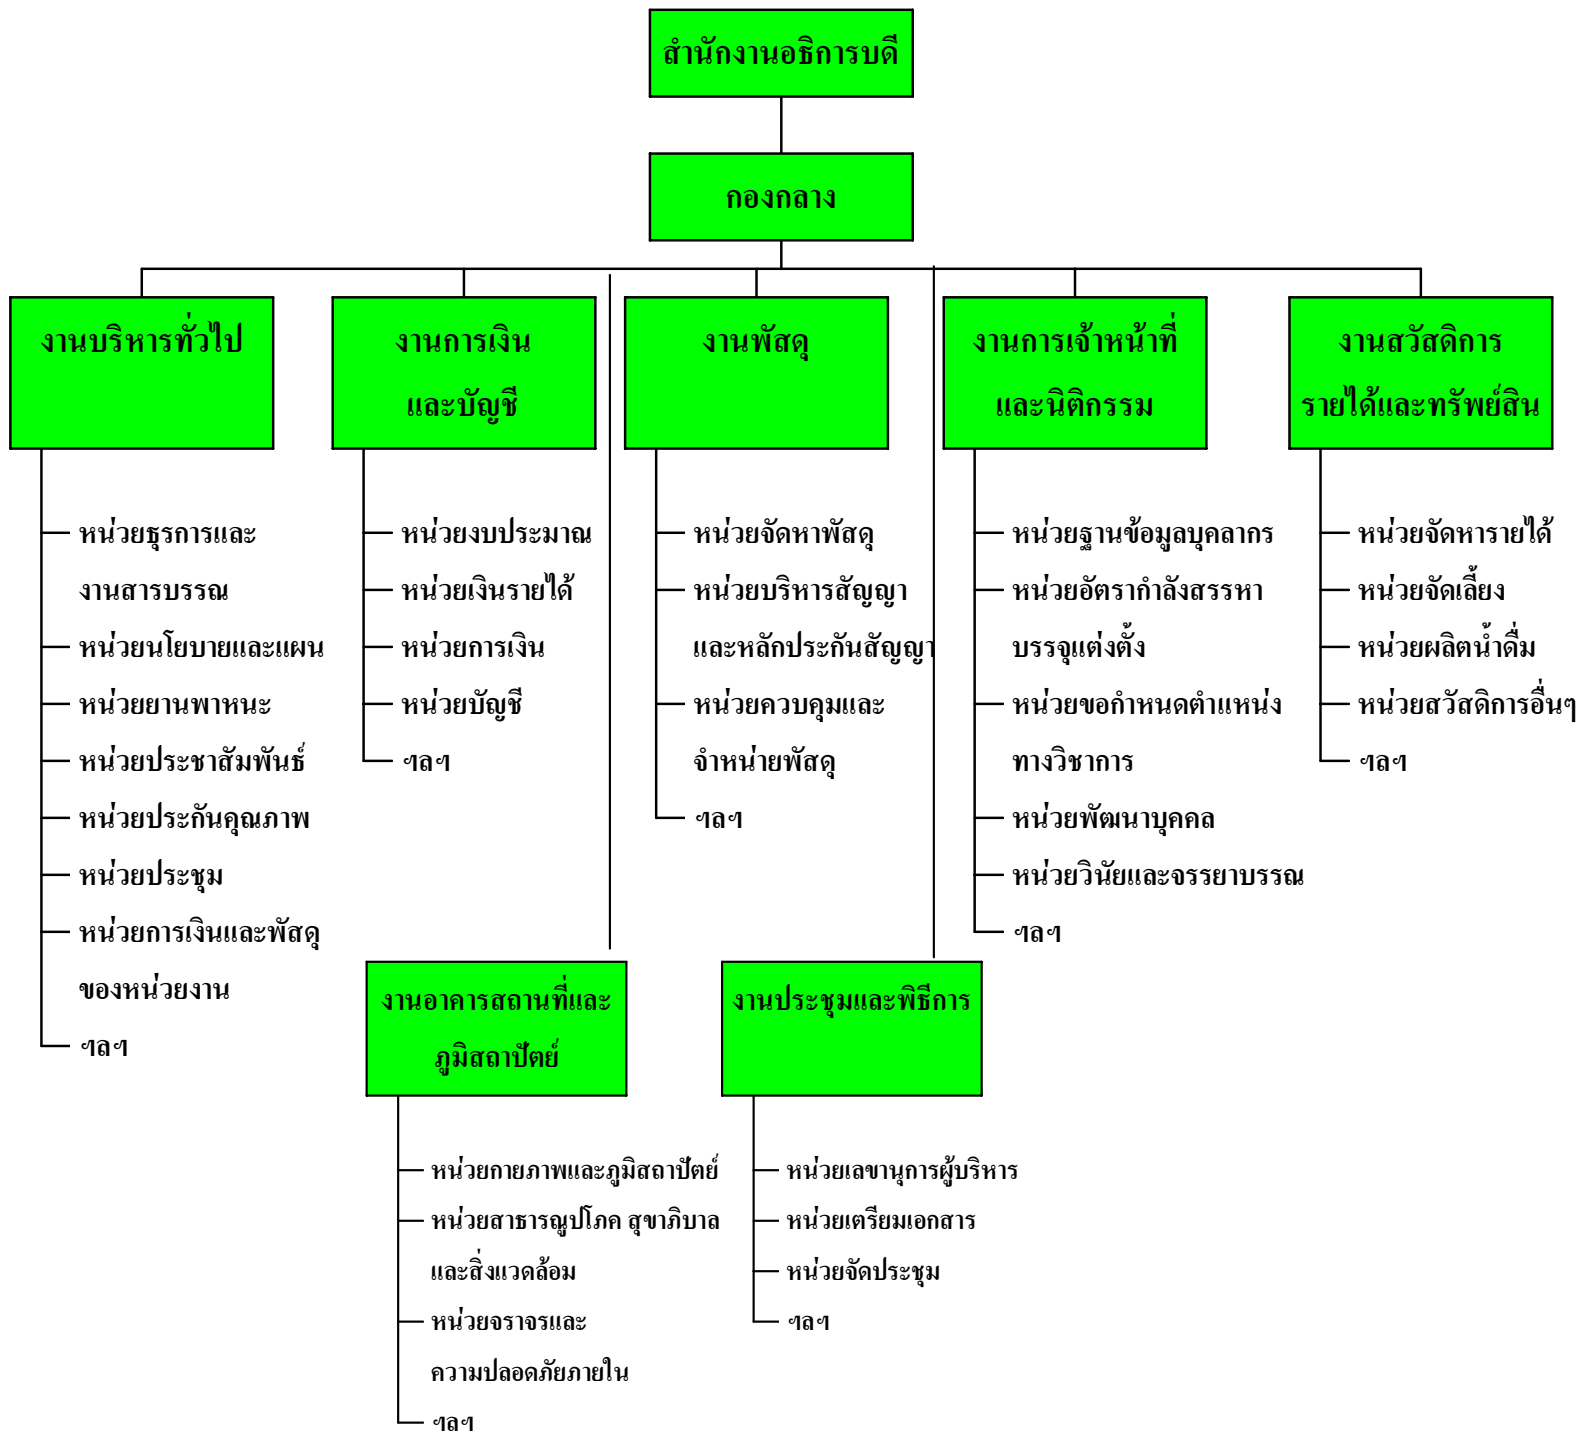 สำนักงานอธิการบดี
กองกลาง
งานบริหารทั่วไป
หน่วยธุรการและ
งานสารบรรณ
หน่วยนโยบายและแผน
หน่วยยานพาหนะ
หน่วยประชาสัมพันธ์
หน่วยประกันคุณภาพ
หน่วยประชุม
หน่วยการเงินและพัสดุ
ของหน่วยงาน
ฯลฯ
งานการเงิน
และบัญชี
หน่วยงบประมาณ
หน่วยเงินรายได้
หน่วยการเงิน
หน่วยบัญชี
ฯลฯ
งานพัสดุ
หน่วยจัดหาพัสดุ
หน่วยบริหารสัญญา
และหลักประกันสัญญา
หน่วยควบคุมและ
จำหน่ายพัสดุ
ฯลฯ
งานการเจ้าหน้าที่
และนิติกรรม
หน่วยฐานข้อมูลบุคลากร
หน่วยอัตรากำลังสรรหา
บรรจุแต่งตั้ง
หน่วยขอกำหนดตำแหน่ง
ทางวิชาการ
หน่วยพัฒนาบุคคล
หน่วยวินัยและจรรยาบรรณ
ฯลฯ
งานสวัสดิการ
รายได้และทรัพย์สิน
หน่วยจัดหารายได้
หน่วยจัดเลี้ยง
หน่วยผลิตน้ำดื่ม
หน่วยสวัสดิการอื่นๆ
ฯลฯ
งานอาคารสถานที่และ
ภูมิสถาปัตย์
หน่วยกายภาพและภูมิสถาปัตย์
หน่วยสาธารณูปโภค สุขาภิบาล
และสิ่งแวดล้อม
หน่วยจราจรและ
ความปลอดภัยภายใน
ฯลฯ
งานประชุมและพิธีการ
หน่วยเลขานุการผู้บริหาร
หน่วยเตรียมเอกสาร
หน่วยจัดประชุม
ฯลฯ